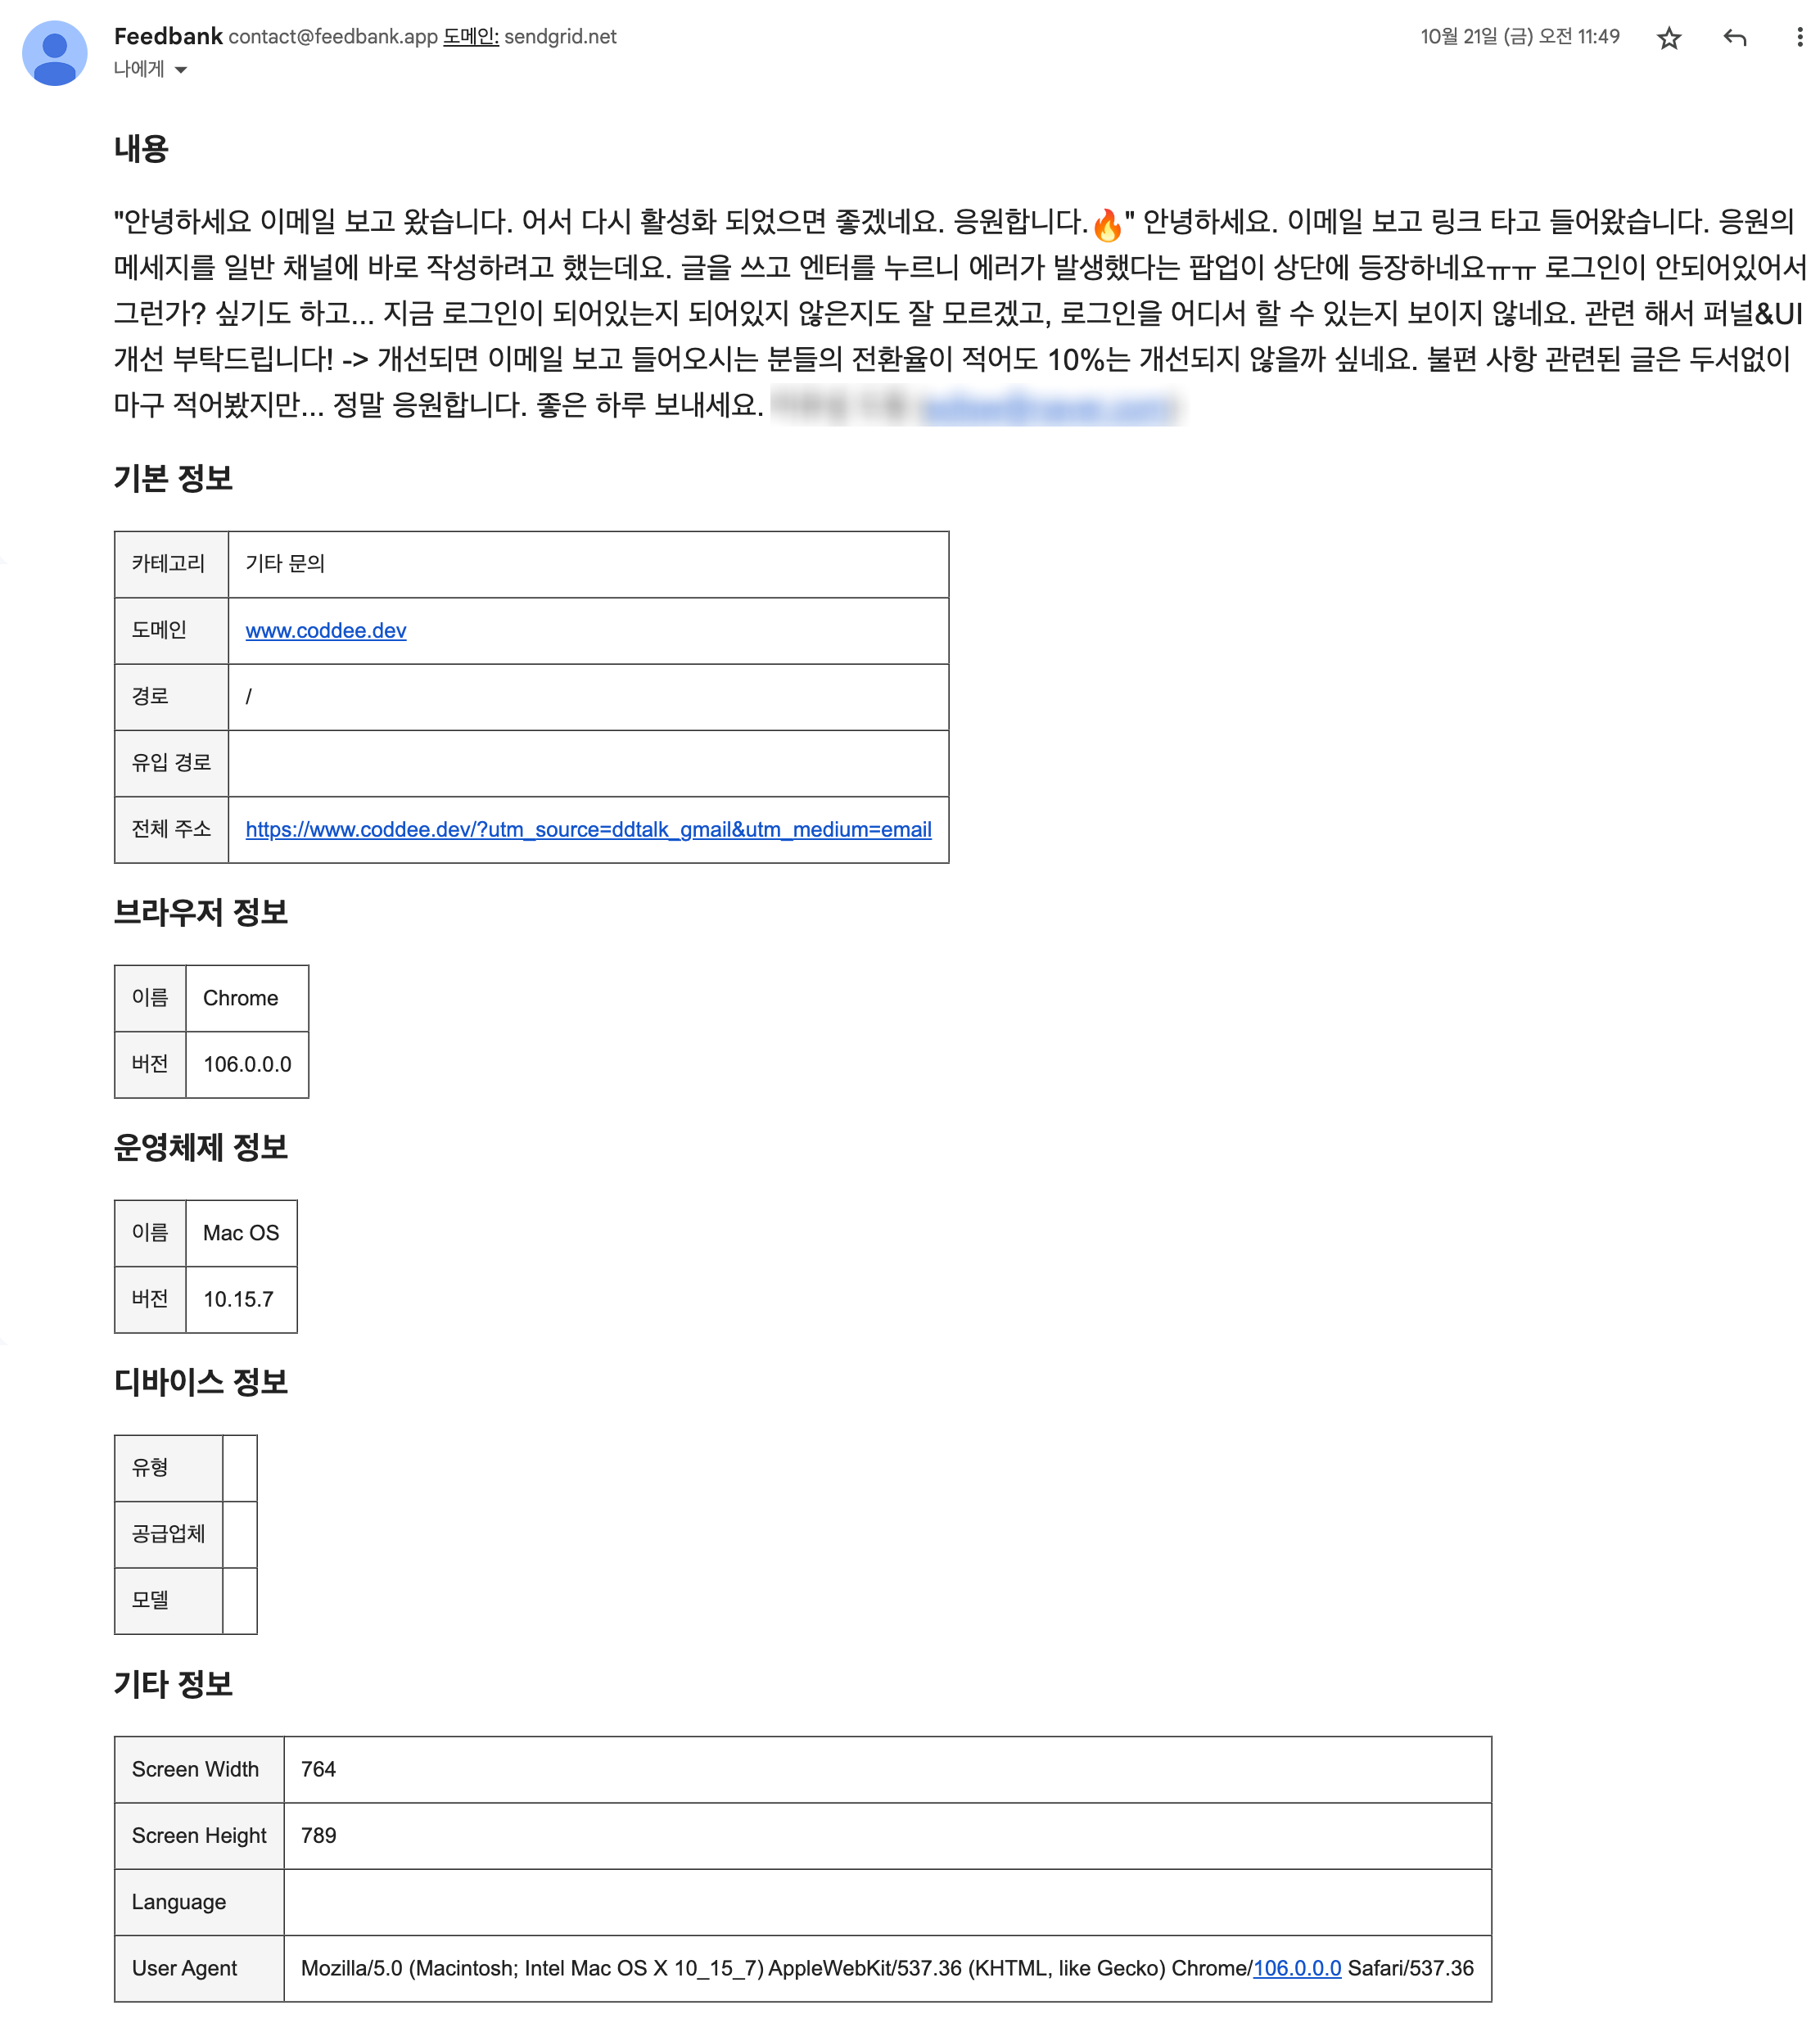 Feedbank contact@feedbank.app 도메인: sendgrid.net
10월 21일 (금) 오전 11:49
나에게
내용
"안녕하세요 이메일 보고 왔습니다. 어서 다시 활성화 되었으면 좋겠네요. 응원합니다.🔥" 안녕하세요. 이메일 보고 링크 타고 들어왔습니다. 응원의
메세지를 일반 채널에 바로 작성하려고 했는데요. 글을 쓰고 엔터를 누르니 에러가 발생했다는 팝업이 상단에 등장하네요ㅠㅠ 로그인이 안되어있어서
그런가? 싶기도 하고... 지금 로그인이 되어있는지 되어있지 않은지도 잘 모르겠고, 로그인을 어디서 할 수 있는지 보이지 않네요. 관련 해서 퍼널&UI
개선 부탁드립니다! -> 개선되면 이메일 보고 들어오시는 분들의 전환율이 적어도 10%는 개선되지 않을까 싶네요. 불편 사항 관련된 글은 두서없이
마구 적어봤지만... 정말 응원합니다. 좋은 하루 보내세요.
기본 정보
카테고리 기타 문의
도메인 www.coddee.dev
경로 /
유입 경로
전체 주소 https://www.coddee.dev/?utm_source=ddtalk_gmail&utm_medium=email
브라우저 정보
이름 Chrome
버전 106.0.0.0
운영체제 정보
이름 Mac OS
버전 10.15.7
디바이스 정보
유형
공급업체
모델
기타 정보
Screen Width 764
Screen Height 789
Language
User Agent Mozilla/5.0 (Macintosh; Intel Mac OS X 10_15_7) AppleWebKit/537.36 (KHTML, like Gecko) Chrome/106.0.0.0 Safari/537.36